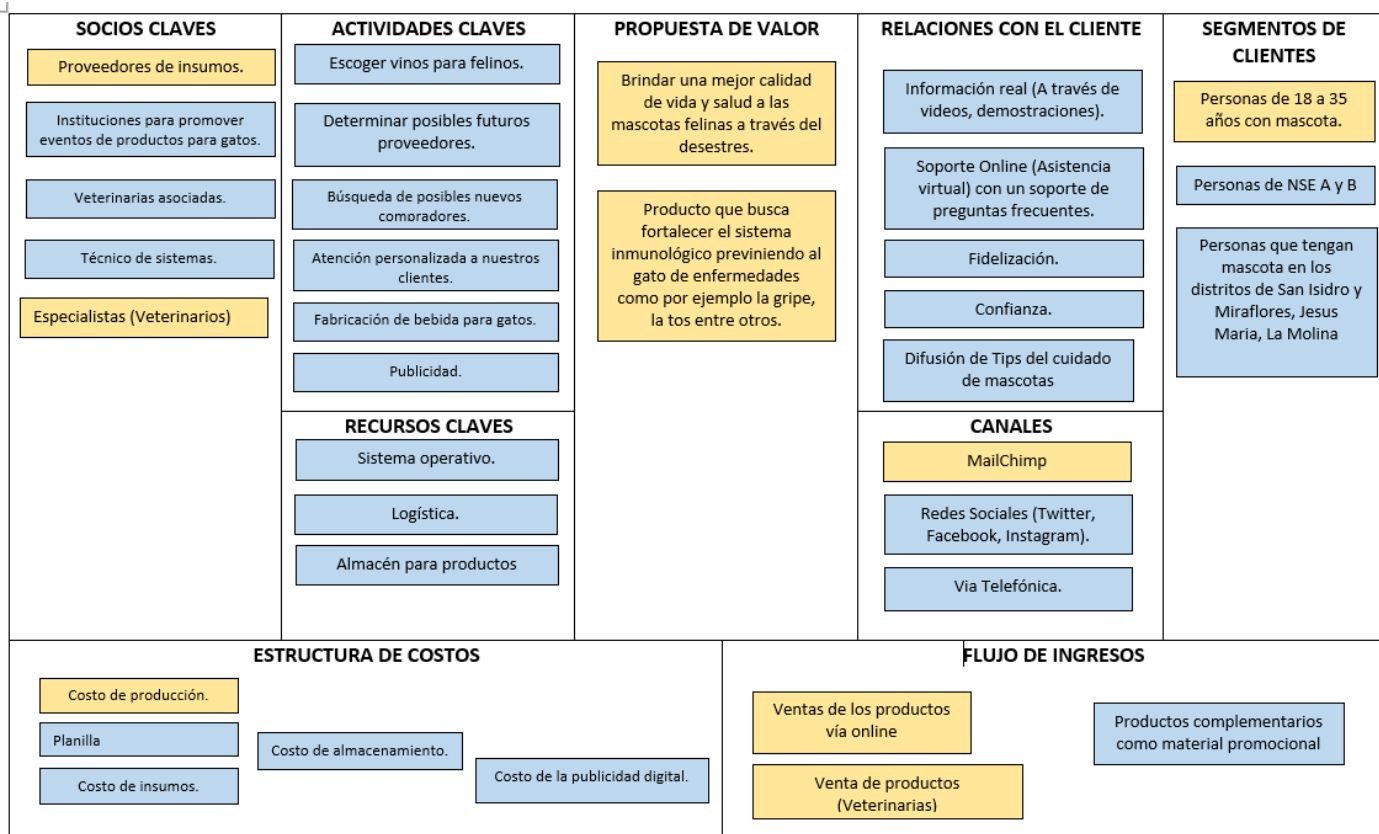 SOCIOS CLAVES
Proveedores de insumos.
Instituciones para promover
eventos de productos para gatos.
Veterinarias asociadas.
Técnico de sistemas.
Especialistas (Veterinarios)
ACTIVIDADES CLAVES
Escoger vinos para felinos.
Determinar posibles futuros
proveedores.
Búsqueda de posibles nuevos
compradores.
Atención personalizada a nuestros
clientes.
Fabricación de bebida para gatos.
Publicidad.
RECURSOS CLAVES
Sistema operativo.
Logística.
Almacén para productos
PROPUESTA DE VALOR
Brindar una mejor calidad
de vida y salud a las
mascotas felinas a través del
desestres.
Producto que busca
fortalecer el sistema
inmunológico previniendo al
gato de enfermedades
como por ejemplo la gripe,
la tos entre otros.
RELACIONES CON EL CLIENTE
Información real (A través de
videos, demostraciones).
Soporte Online (Asistencia
virtual) con un soporte de
preguntas frecuentes.
Fidelización.
Confianza.
Difusión de Tips del cuidado
de mascotas
CANALES
MailChimp
Redes Sociales (Twitter,
Facebook, Instagram).
Via Telefónica.
SEGMENTOS DE
CLIENTES
Personas de 18 a 35
años con mascota.
Personas de NSE A y B
Personas que tengan
mascota en los
distritos de San Isidro y
Miraflores, Jesus
Maria, La Molina
ESTRUCTURA DE COSTOS
Costo de producción.
Planilla
Costo de insumos.
Costo de almacenamiento.
Costo de la publicidad digital.
FLUJO DE INGRESOS
Ventas de los productos
vía online
Venta de productos
(Veterinarias)
Productos complementarios
como material promocional